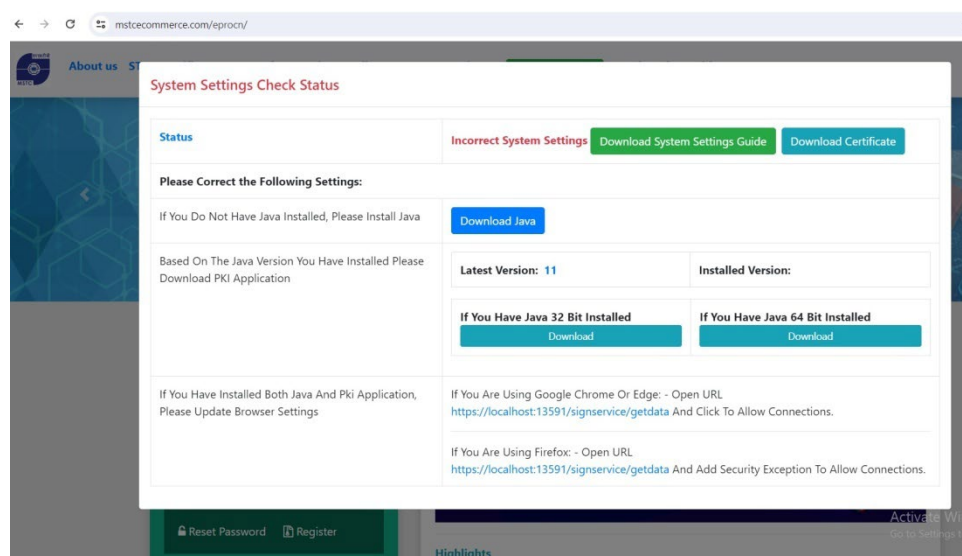 mstcecommerce.com/eprocn/
About us ST
System Settings Check Status
Status
Incorrect System Settings Download System Settings Guide Download Certificate
Please Correct the Following Settings:
If You Do Not Have Java Installed, Please Install Java
Download Java
Based On The Java Version You Have Installed Please
Download PKI Application
Latest Version: 11
Installed Version:
If You Have Java 32 Bit Installed
Download
If You Have Java 64 Bit Installed
Download
If You Have Installed Both Java And Pki Application,
Please Update Browser Settings
If You Are Using Google Chrome Or Edge: - Open URL
https://localhost:13591/signservice/getdata And Click To Allow Connections.
If You Are Using Firefox: - Open URL
https://localhost:13591/signservice/getdata And Add Security Exception To Allow Connections.
Reset Password Register
Highlights
Activate Wi
Go to Settings t